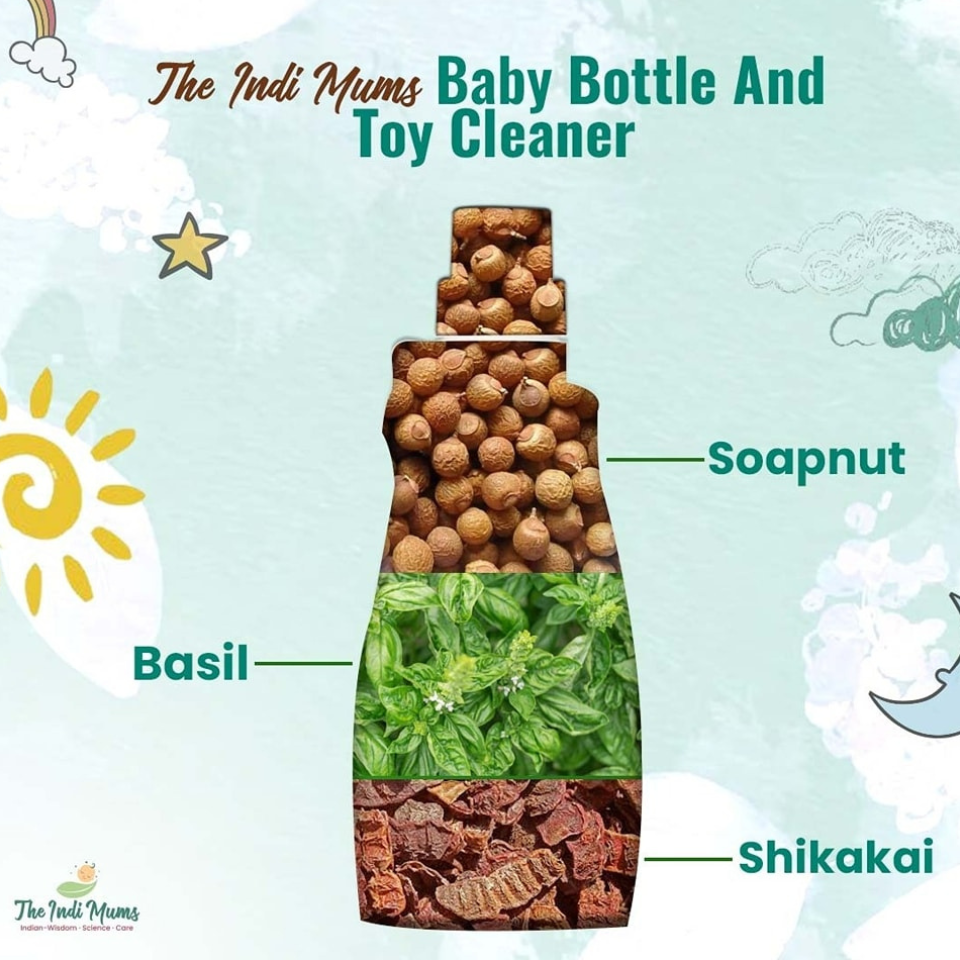 The Indi Mums Baby Bottle And
Toy Cleaner
Soapnut
Basil
Shikakai
The Indi Mums
Indian-Wisdom · Science · Care